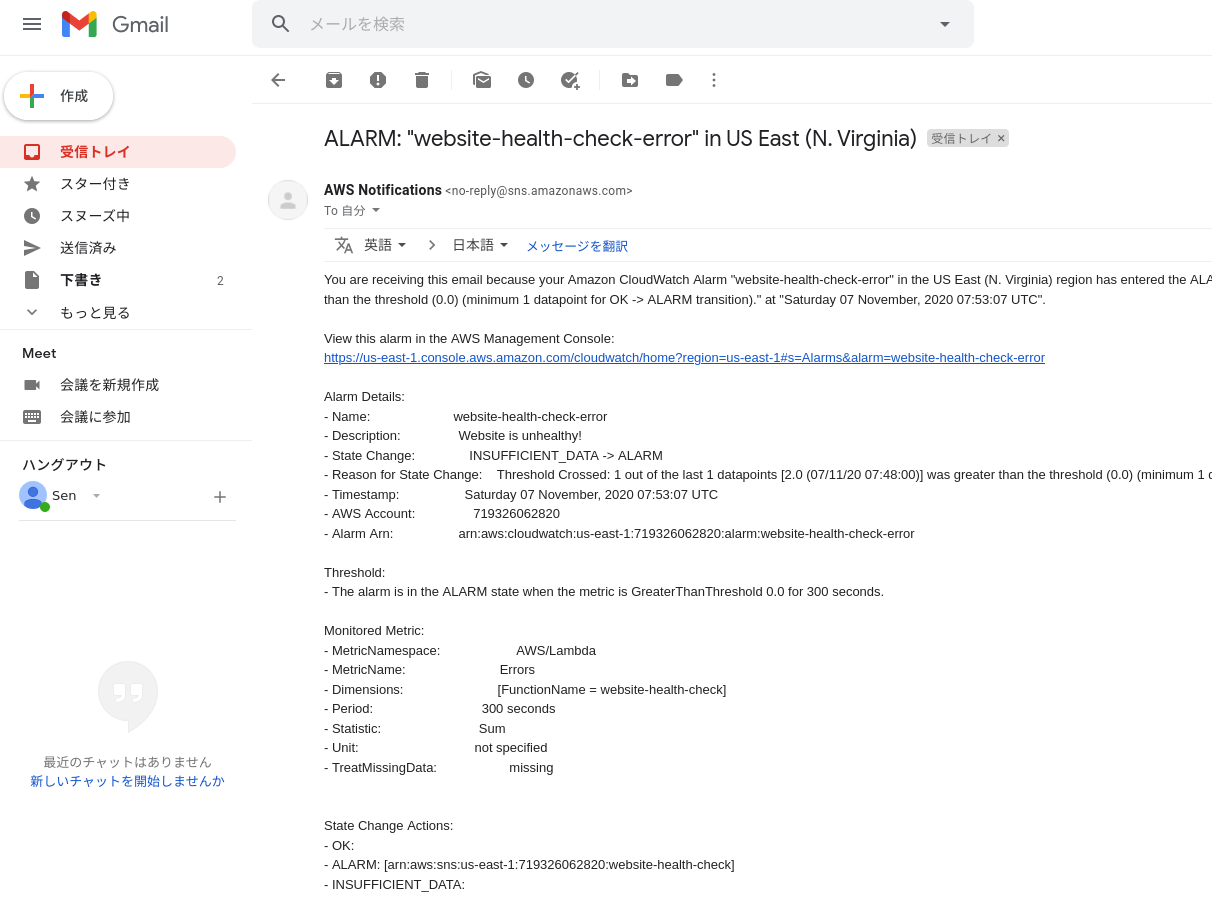 Gmail
メールを検索
作成
受信トレイ
スター付き
スヌーズ中
送信済み
下書き 2
もっと見る
Meet
会議を新規作成
会議に参加
ハングアウト
Sen
最近のチャットはありません
新しいチャットを開始しませんか
ALARM: "website-health-check-error" in US East (N. Virginia) 受信トレイ ×
AWS Notifications <no-reply@sns.amazonaws.com>
To 自分
英語 > 日本語 メッセージを翻訳
You are receiving this email because your Amazon CloudWatch Alarm "website-health-check-error" in the US East (N. Virginia) region has entered the ALA
than the threshold (0.0) (minimum 1 datapoint for OK -> ALARM transition)." at "Saturday 07 November, 2020 07:53:07 UTC".
View this alarm in the AWS Management Console:
https://us-east-1.console.aws.amazon.com/cloudwatch/home?region=us-east-1#s=Alarms&alarm=website-health-check-error
Alarm Details:
- Name: website-health-check-error
- Description: Website is unhealthy!
- State Change: INSUFFICIENT_DATA -> ALARM
- Reason for State Change: Threshold Crossed: 1 out of the last 1 datapoints [2.0 (07/11/20 07:48:00)] was greater than the threshold (0.0) (minimum 1 d
- Timestamp: Saturday 07 November, 2020 07:53:07 UTC
- AWS Account: 719326062820
- Alarm Arn: arn:aws:cloudwatch:us-east-1:719326062820:alarm:website-health-check-error
Threshold:
- The alarm is in the ALARM state when the metric is GreaterThanThreshold 0.0 for 300 seconds.
Monitored Metric:
- MetricNamespace: AWS/Lambda
- MetricName: Errors
- Dimensions: [FunctionName = website-health-check]
- Period: 300 seconds
- Statistic: Sum
- Unit: not specified
- TreatMissingData: missing
State Change Actions:
- OK:
- ALARM: [arn:aws:sns:us-east-1:719326062820:website-health-check]
- INSUFFICIENT_DATA: